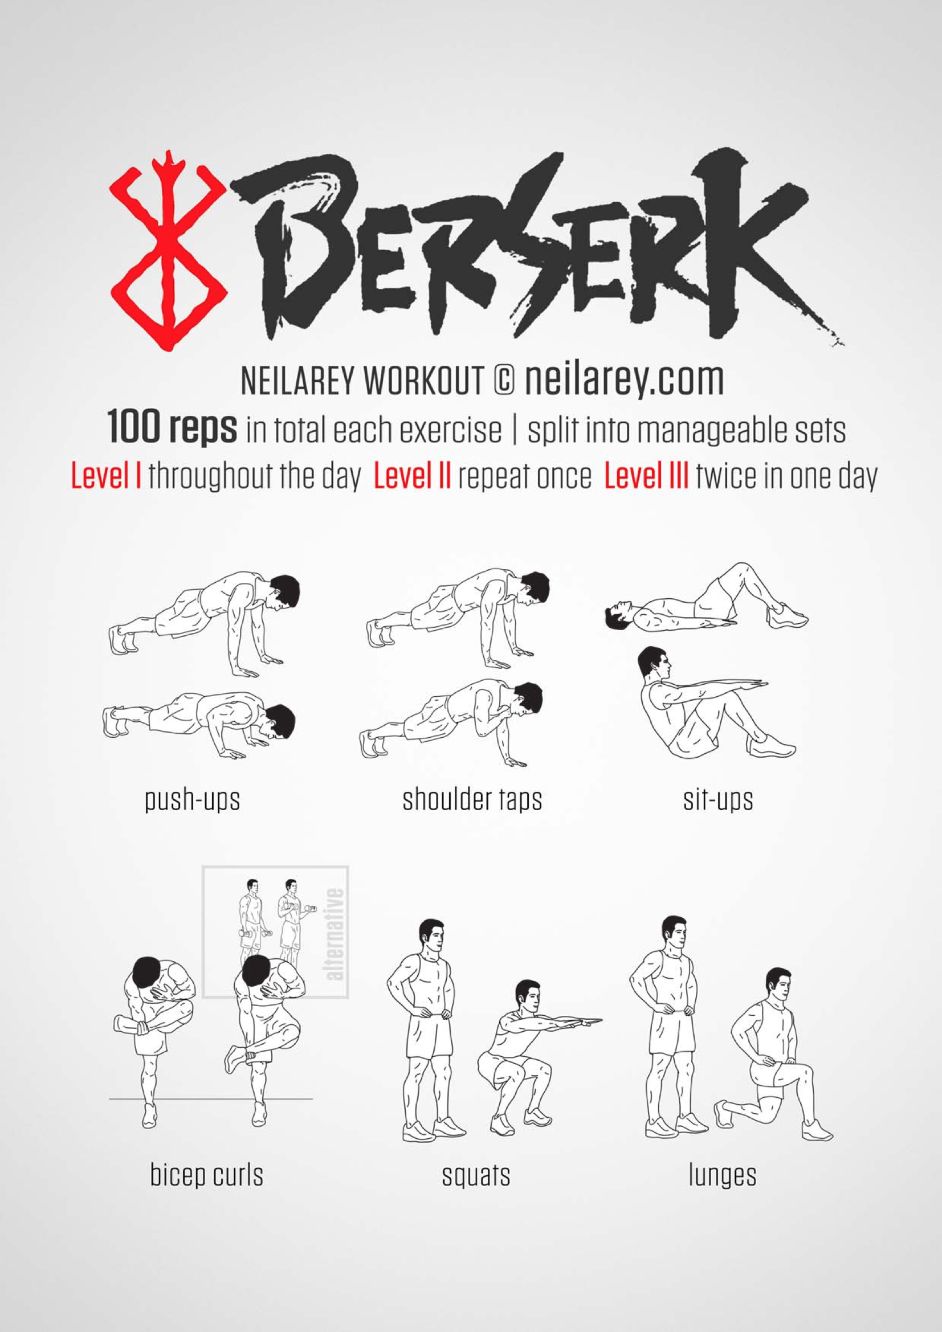 BERSERK
NEILAREY WORKOUT © neilarey.com
100 reps in total each exercise | split into manageable sets
Level I throughout the day Level II repeat once Level III twice in one day
push-ups
shoulder taps
sit-ups
alternative
bicep curls
squats
lunges